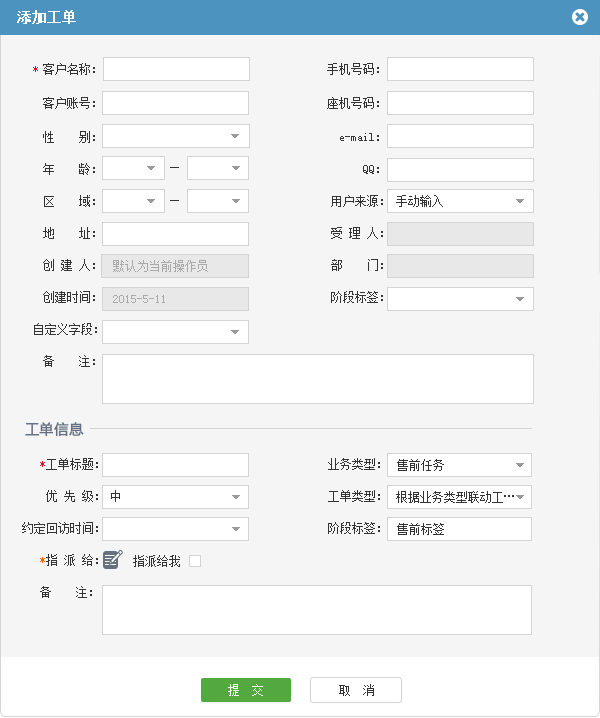 添加工单
* 客户名称: 手机号码:
客户账号: 座机号码:
性 别: e-mail:
年 龄: — QQ:
区 域: — 用户来源: 手动输入
地 址: 受 理 人:
创 建 人: 默认为当前操作员 部 门:
创建时间: 2015-5-11 阶段标签:
自定义字段:
备 注:
工单信息
*工单标题: 业务类型: 售前任务
优 先 级: 中 工单类型: 根据业务类型联动工···
约定回访时间: 阶段标签: 售前标签
*指 派 给: 指派给我
备 注:
提 交 取 消